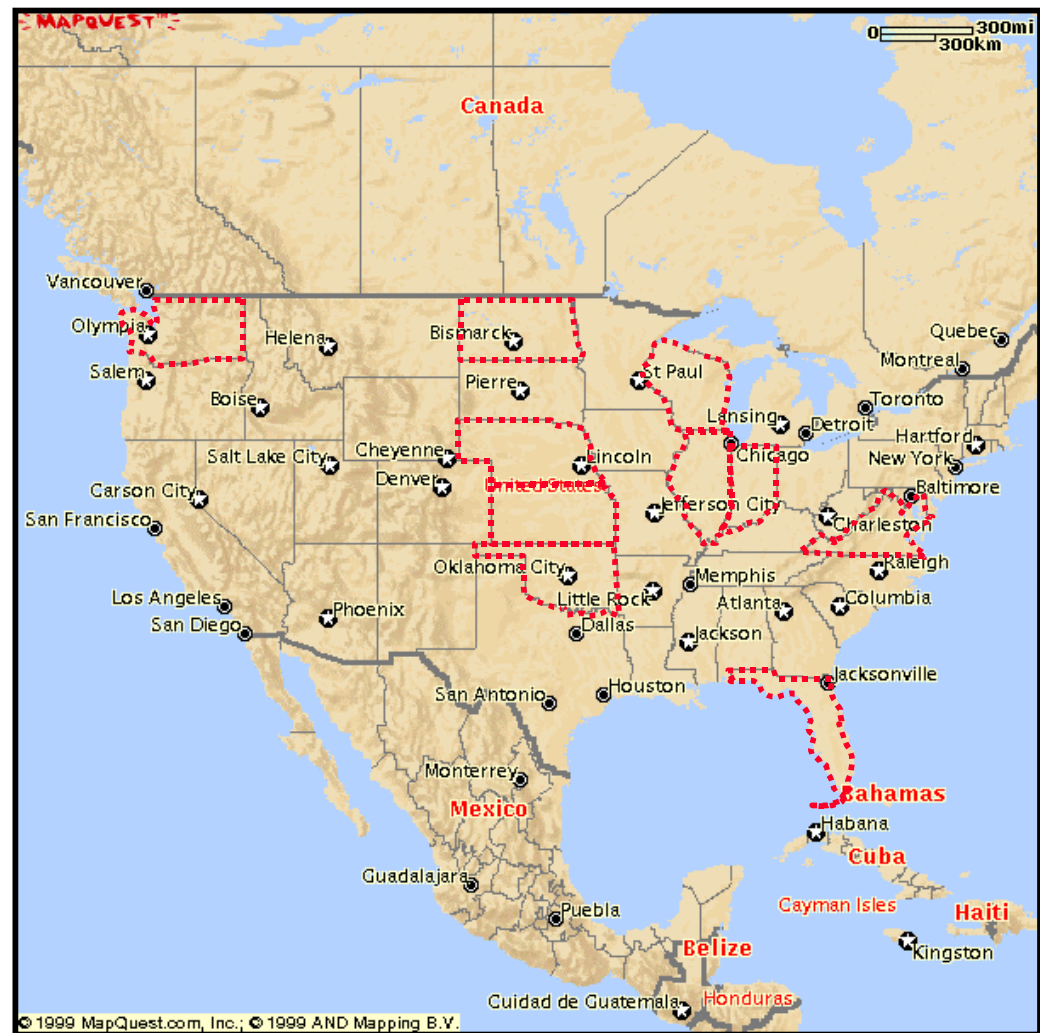 MAPQUEST™
0 300mi
300km
Canada
Vancouver
Olympia
Helena
Bismarck
Quebec
Montreal
Salem
Pierre
St Paul
Toronto
Boise
Lansing
Detroit
Hartford
Salt Lake City
Cheyenne
Lincoln
Chicago
New York
Denver
United States
Baltimore
Carson City
Jefferson City
San Francisco
Charleston
Oklahoma City
Raleigh
Memphis
Los Angeles
Phoenix
Little Rock
Atlanta
Columbia
San Diego
Dallas
Jackson
Jacksonville
San Antonio
Houston
Monterrey
Bahamas
Mexico
Habana
Cuba
Guadalajara
Puebla
Cayman Isles
Haiti
Belize
Kingston
Cuidad de Guatemala
Honduras
© 1999 MapQuest.com, Inc.; © 1999 AND Mapping B.V.